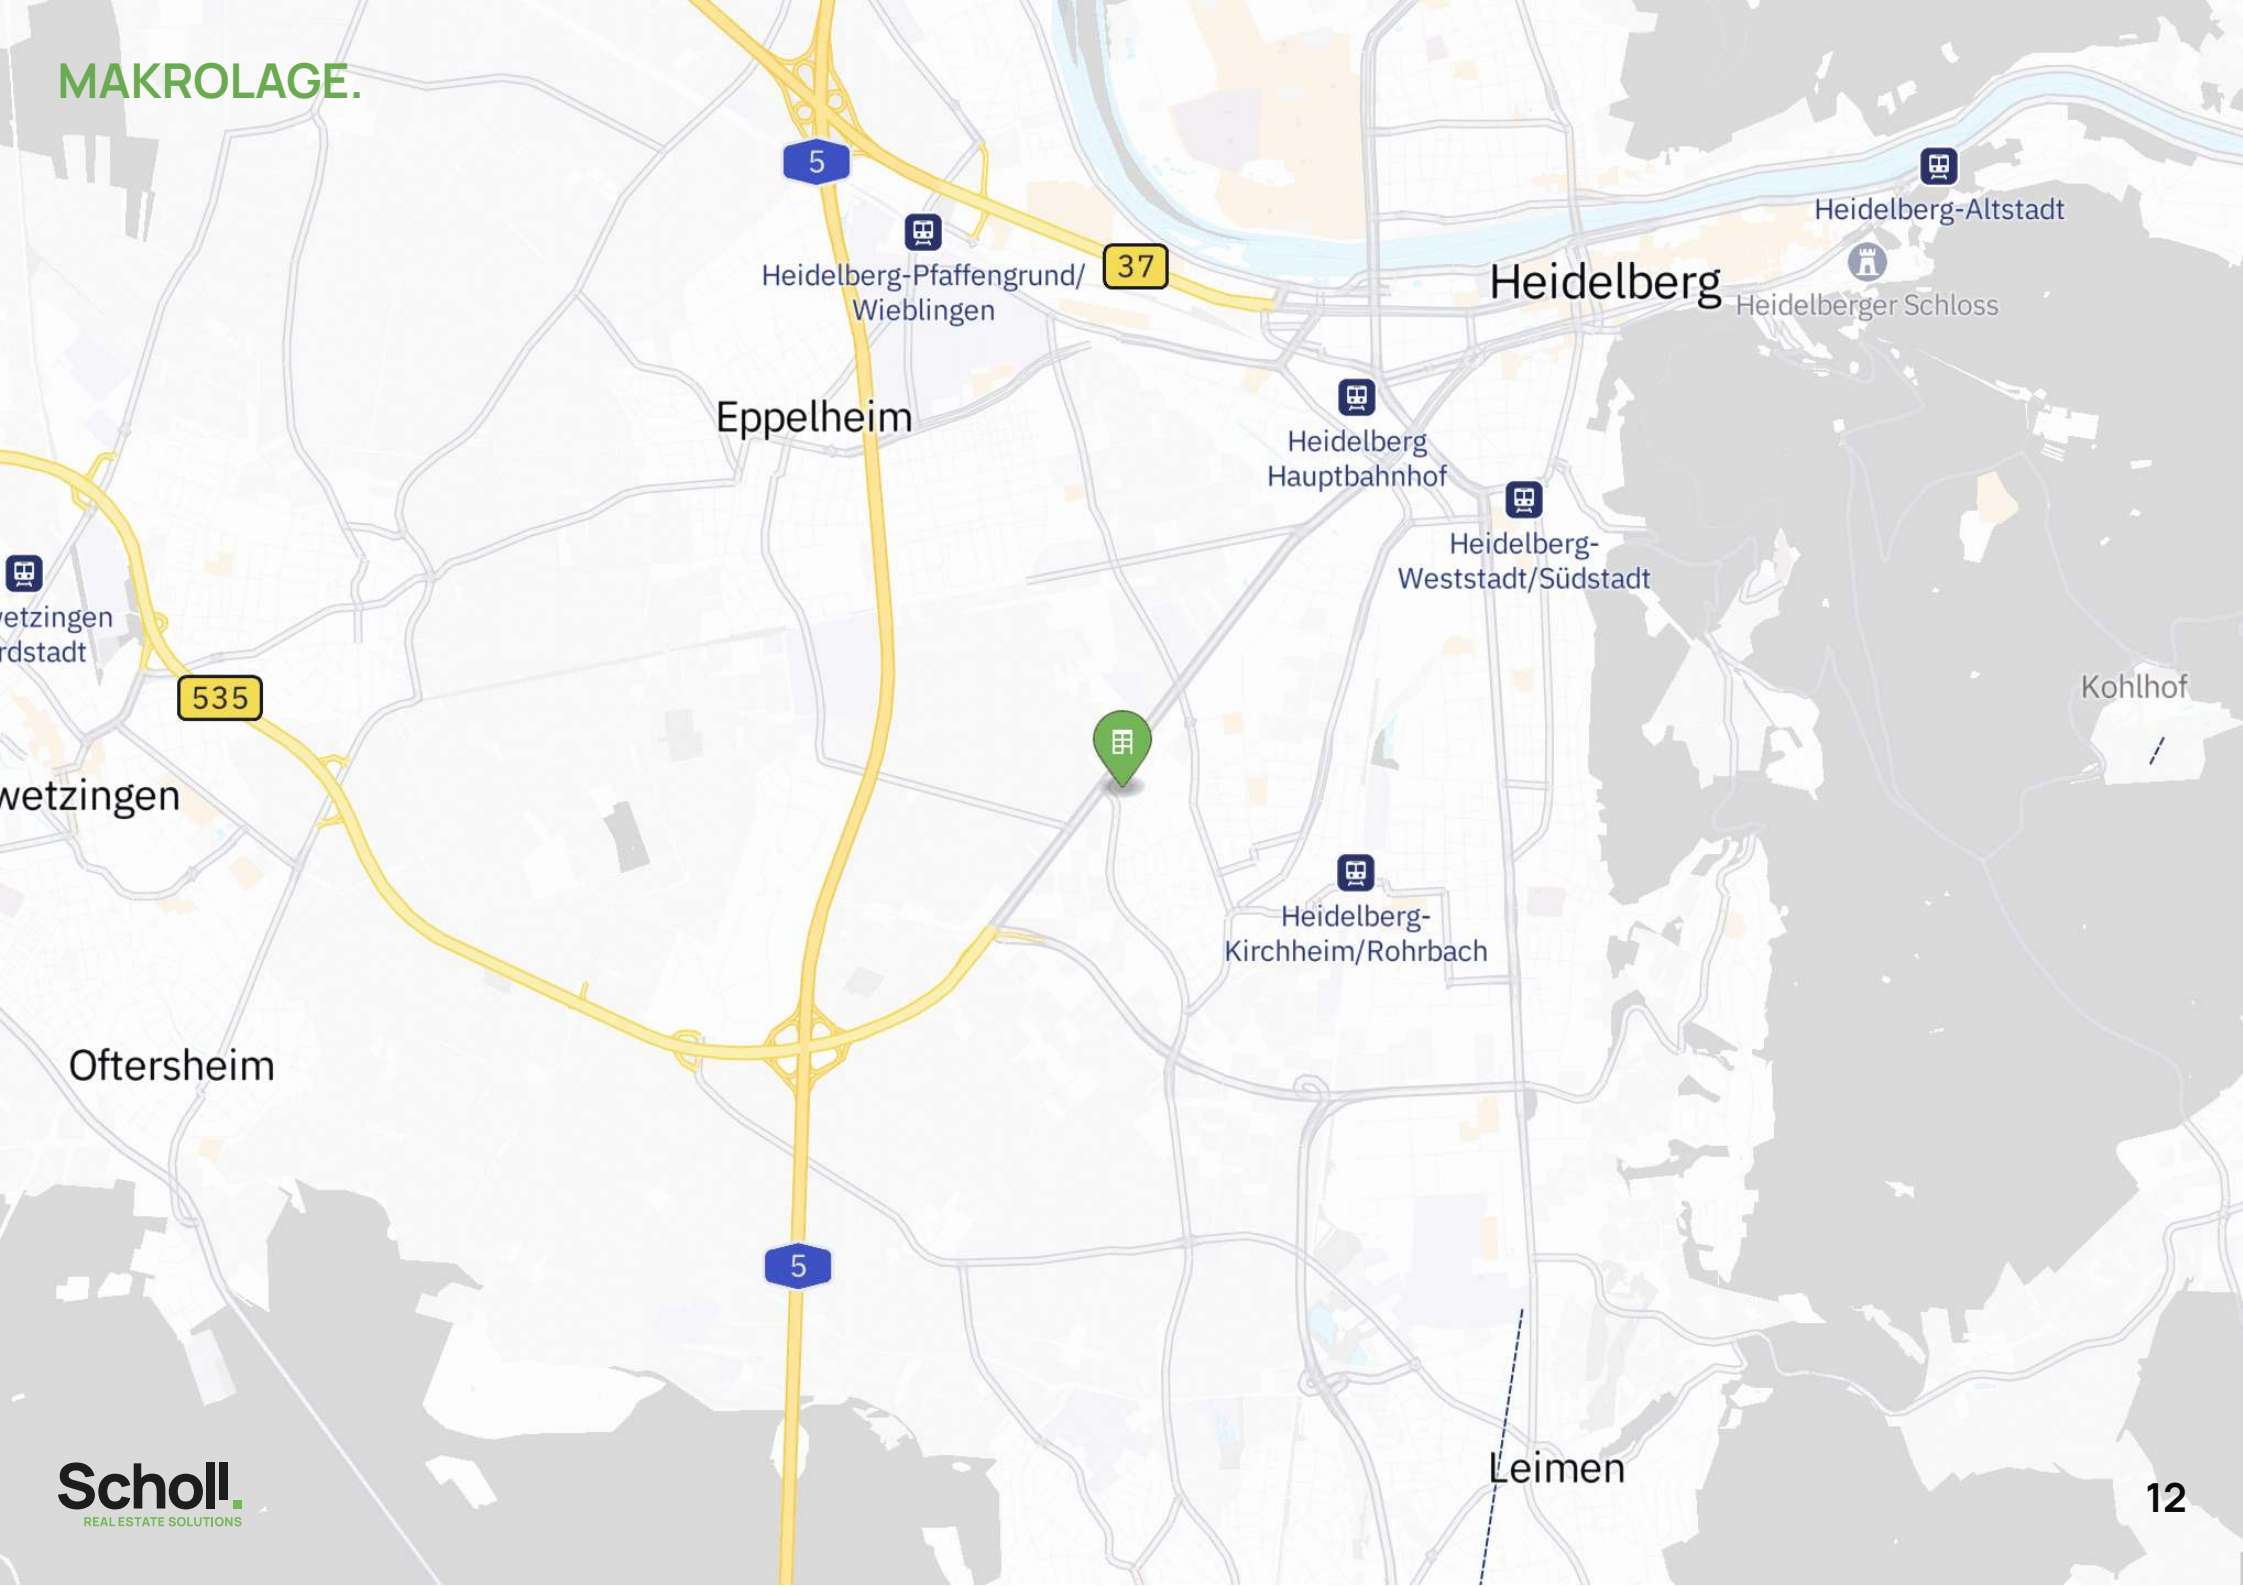 MAKROLAGE.
5
Heidelberg-Altstadt
Heidelberg-Pfaffengrund/
Wieblingen
37
Heidelberg
Heidelberger Schloss
Eppelheim
Heidelberg
Hauptbahnhof
Heidelberg-
Weststadt/Südstadt
etzingen
rdstadt
535
Kohlhof
wetzingen
Heidelberg-
Kirchheim/Rohrbach
Oftersheim
5
Leimen
Scholl.
REAL ESTATE SOLUTIONS
12